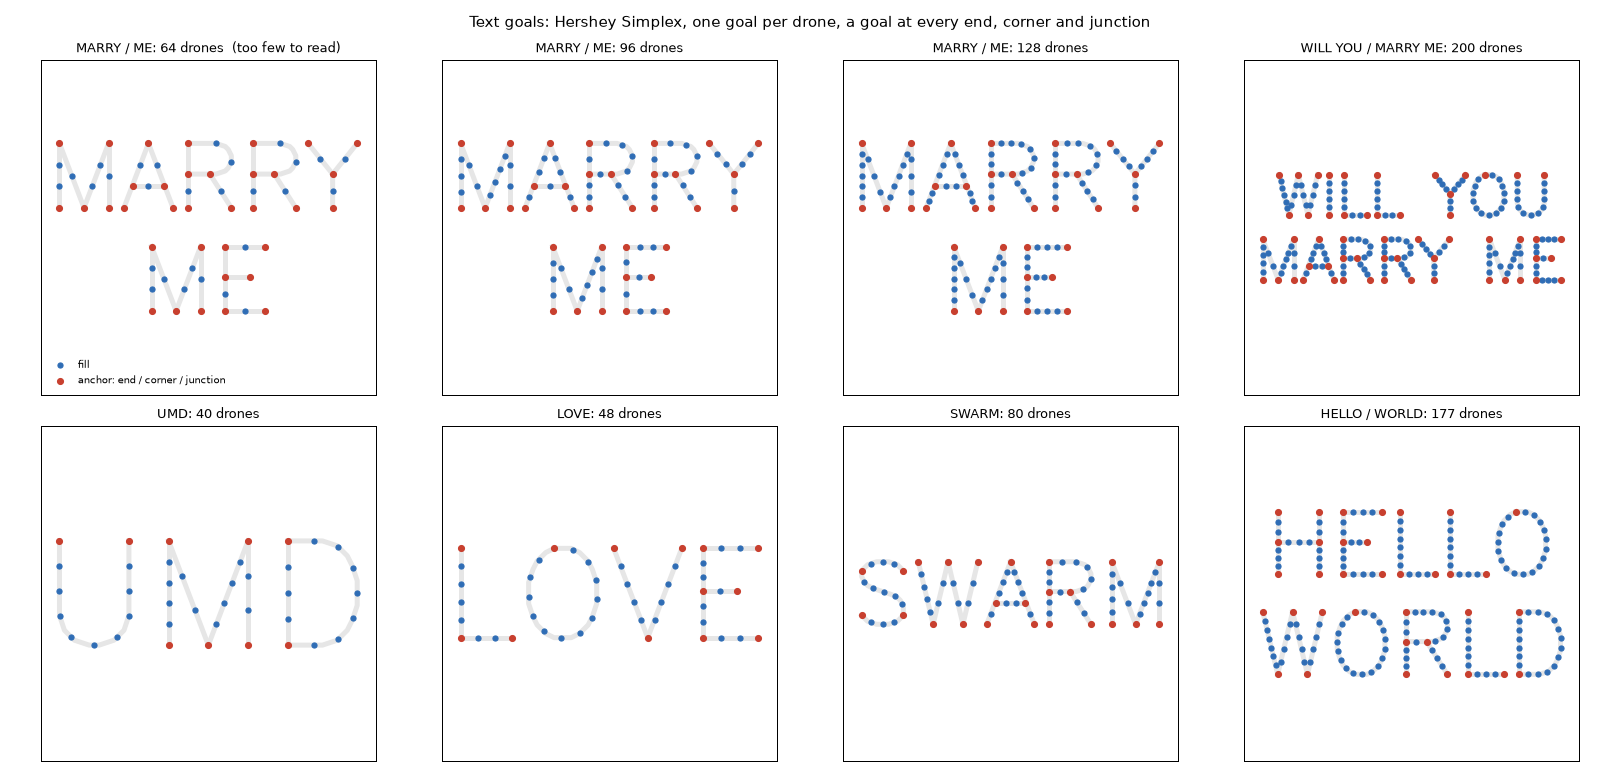 Text goals: Hershey Simplex, one goal per drone, a goal at every end, corner and junction
MARRY / ME: 64 drones  (too few to read)
MARRY
ME
fill
anchor: end / corner / junction
MARRY / ME: 96 drones
MARRY
ME
MARRY / ME: 128 drones
MARRY
ME
WILL YOU / MARRY ME: 200 drones
WILL YOU
MARRY ME
UMD: 40 drones
UMD
LOVE: 48 drones
LOVE
SWARM: 80 drones
SWARM
HELLO / WORLD: 177 drones
HELLO
WORLD